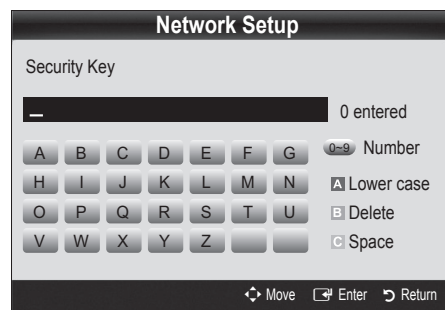 Network Setup
Security Key
_ 0 entered
A B C D E F G 0~9 Number
H I J K L M N A Lower case
O P Q R S T U B Delete
V W X Y Z C Space
Move Enter Return